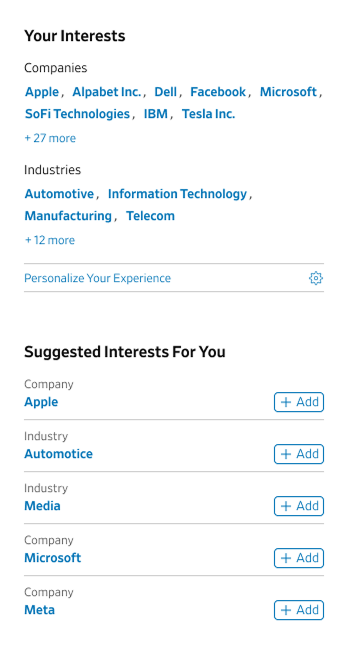 Your Interests
Companies
Apple, Alpabet Inc., Dell, Facebook, Microsoft,
SoFi Technologies, IBM, Tesla Inc.
+ 27 more
Industries
Automotive, Information Technology,
Manufacturing, Telecom
+ 12 more
Personalize Your Experience
Suggested Interests For You
Company
Apple
+ Add
Industry
Automotice
+ Add
Industry
Media
+ Add
Company
Microsoft
+ Add
Company
Meta
+ Add